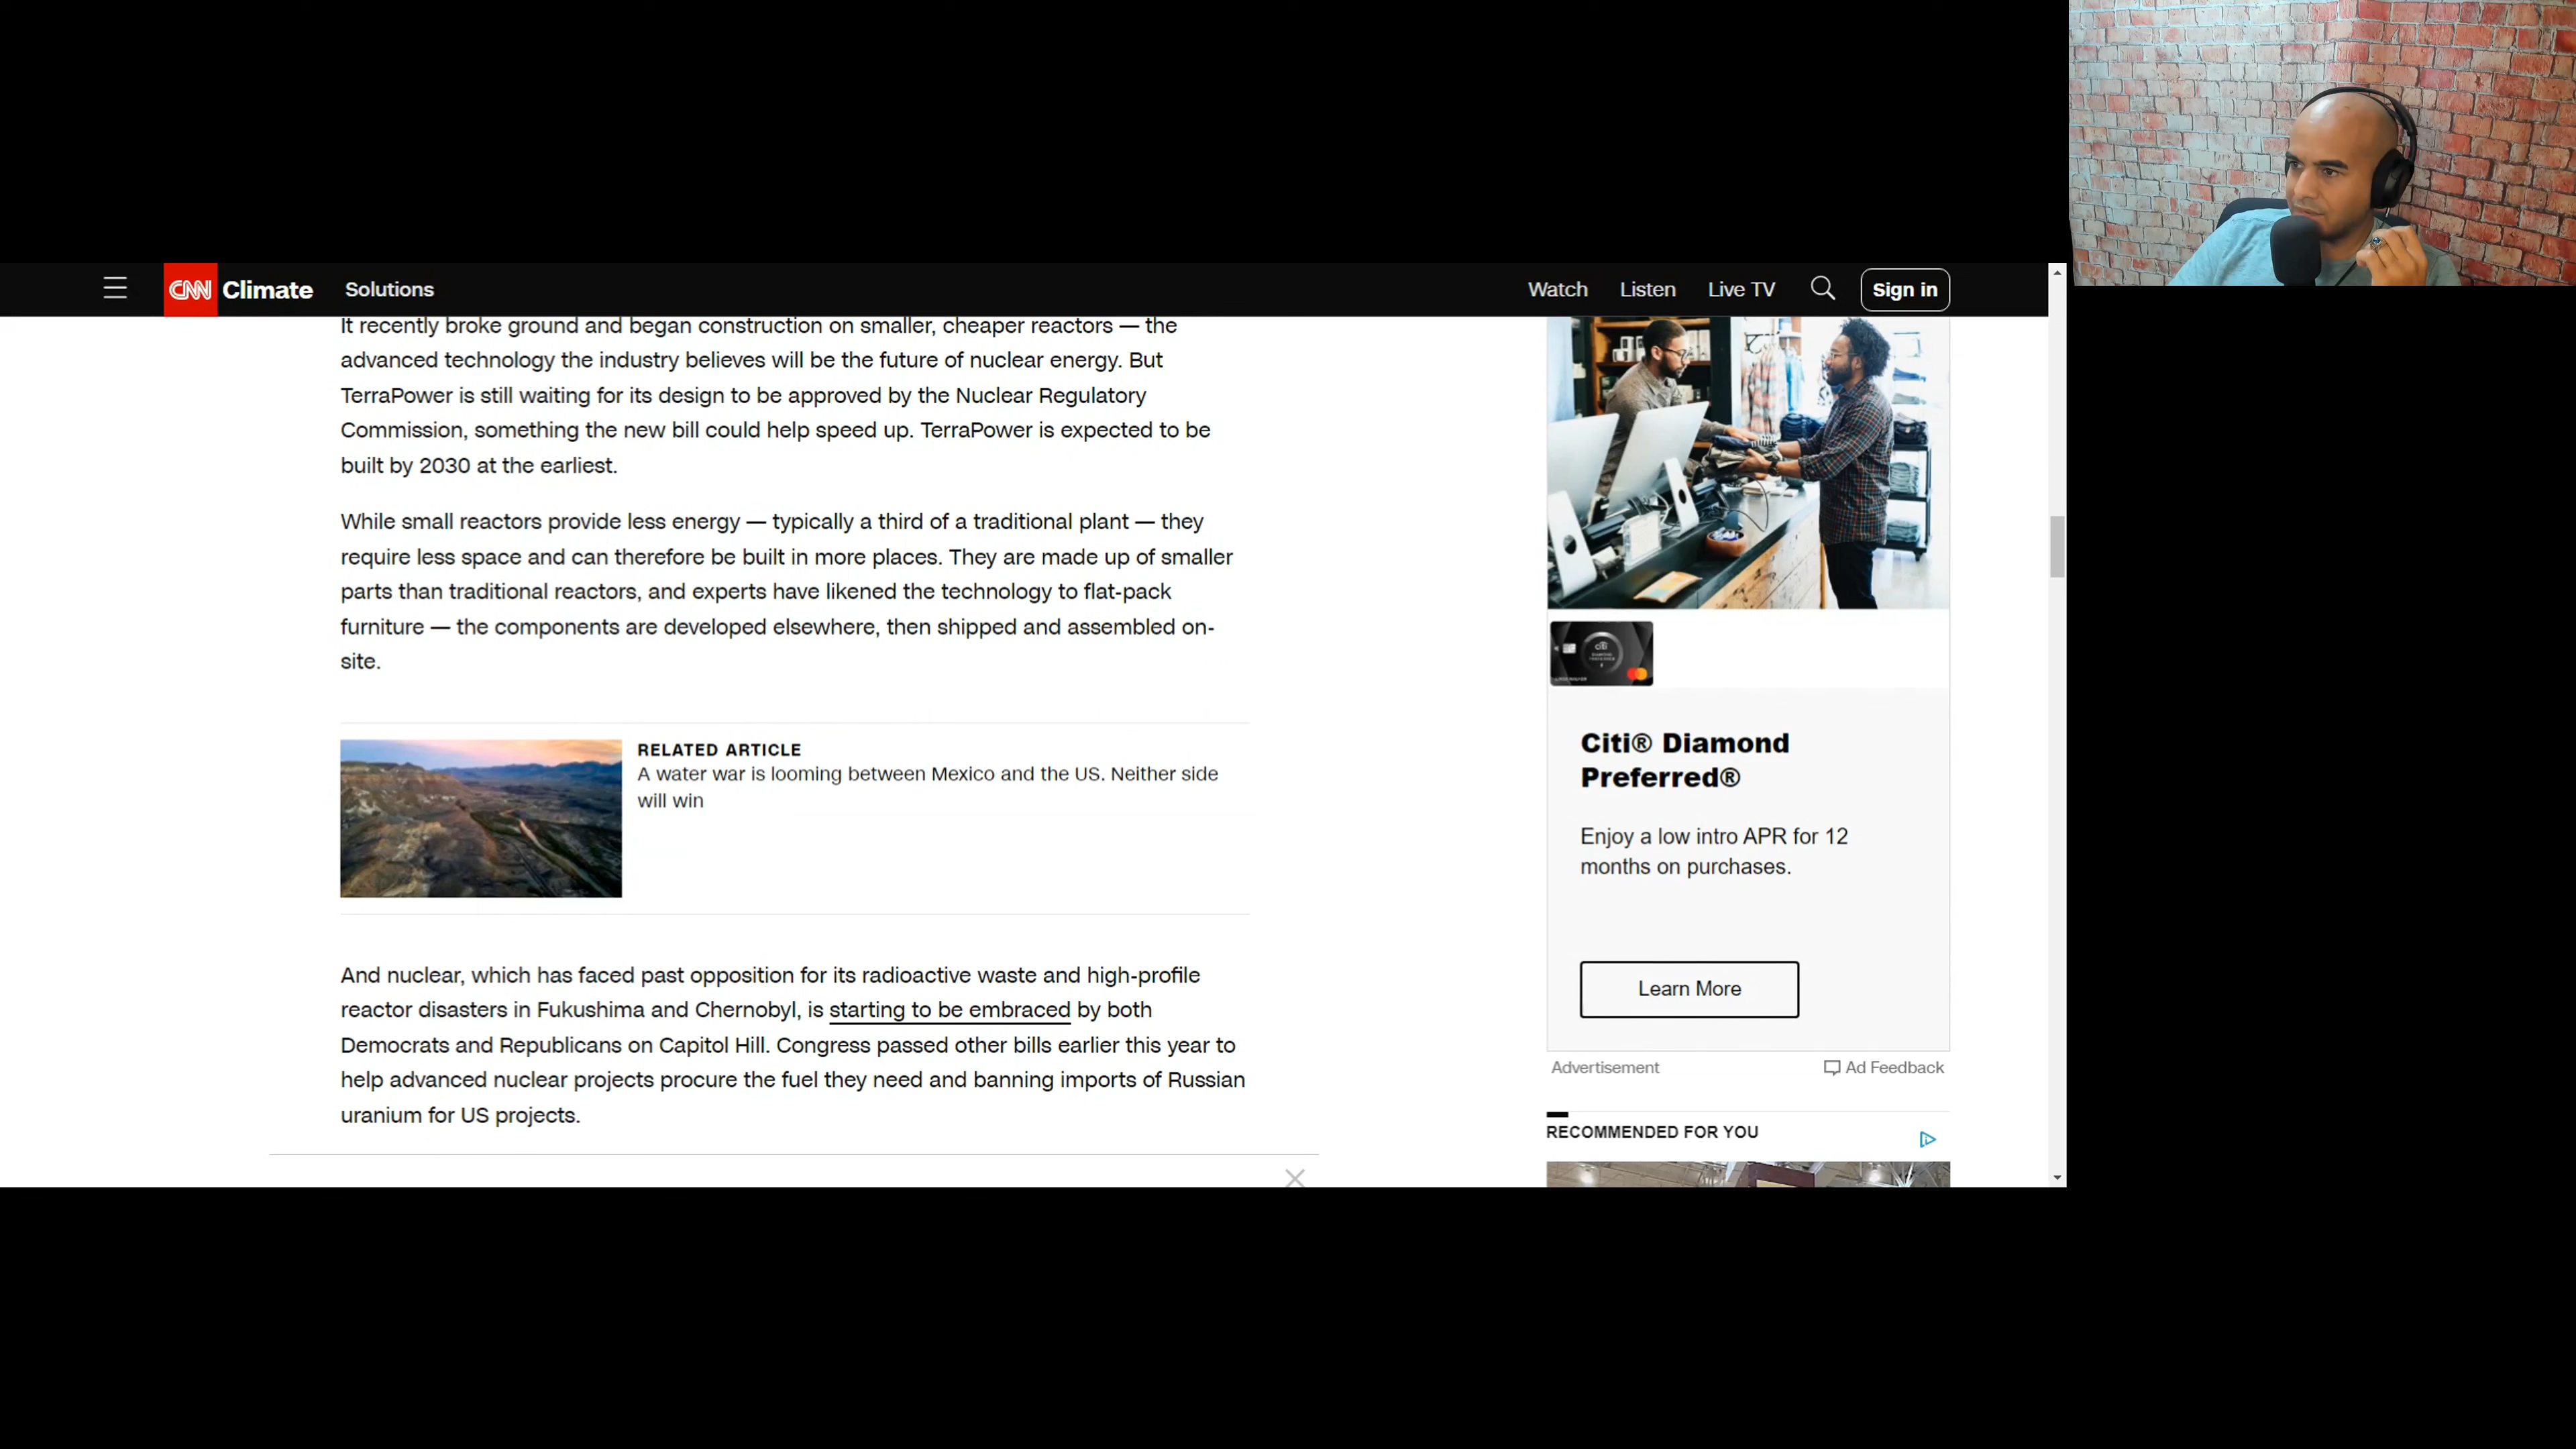 CNN Climate Solutions Watch Listen Live TV Sign in
It recently broke ground and began construction on smaller, cheaper reactors — the
advanced technology the industry believes will be the future of nuclear energy. But
TerraPower is still waiting for its design to be approved by the Nuclear Regulatory
Commission, something the new bill could help speed up. TerraPower is expected to be
built by 2030 at the earliest.
While small reactors provide less energy — typically a third of a traditional plant — they
require less space and can therefore be built in more places. They are made up of smaller
parts than traditional reactors, and experts have likened the technology to flat-pack
furniture — the components are developed elsewhere, then shipped and assembled on-
site.
RELATED ARTICLE
A water war is looming between Mexico and the US. Neither side
will win
And nuclear, which has faced past opposition for its radioactive waste and high-profile
reactor disasters in Fukushima and Chernobyl, is starting to be embraced by both
Democrats and Republicans on Capitol Hill. Congress passed other bills earlier this year to
help advanced nuclear projects procure the fuel they need and banning imports of Russian
uranium for US projects.
citi
Citi® Diamond
Preferred®
Enjoy a low intro APR for 12
months on purchases.
Learn More
Advertisement Ad Feedback
RECOMMENDED FOR YOU